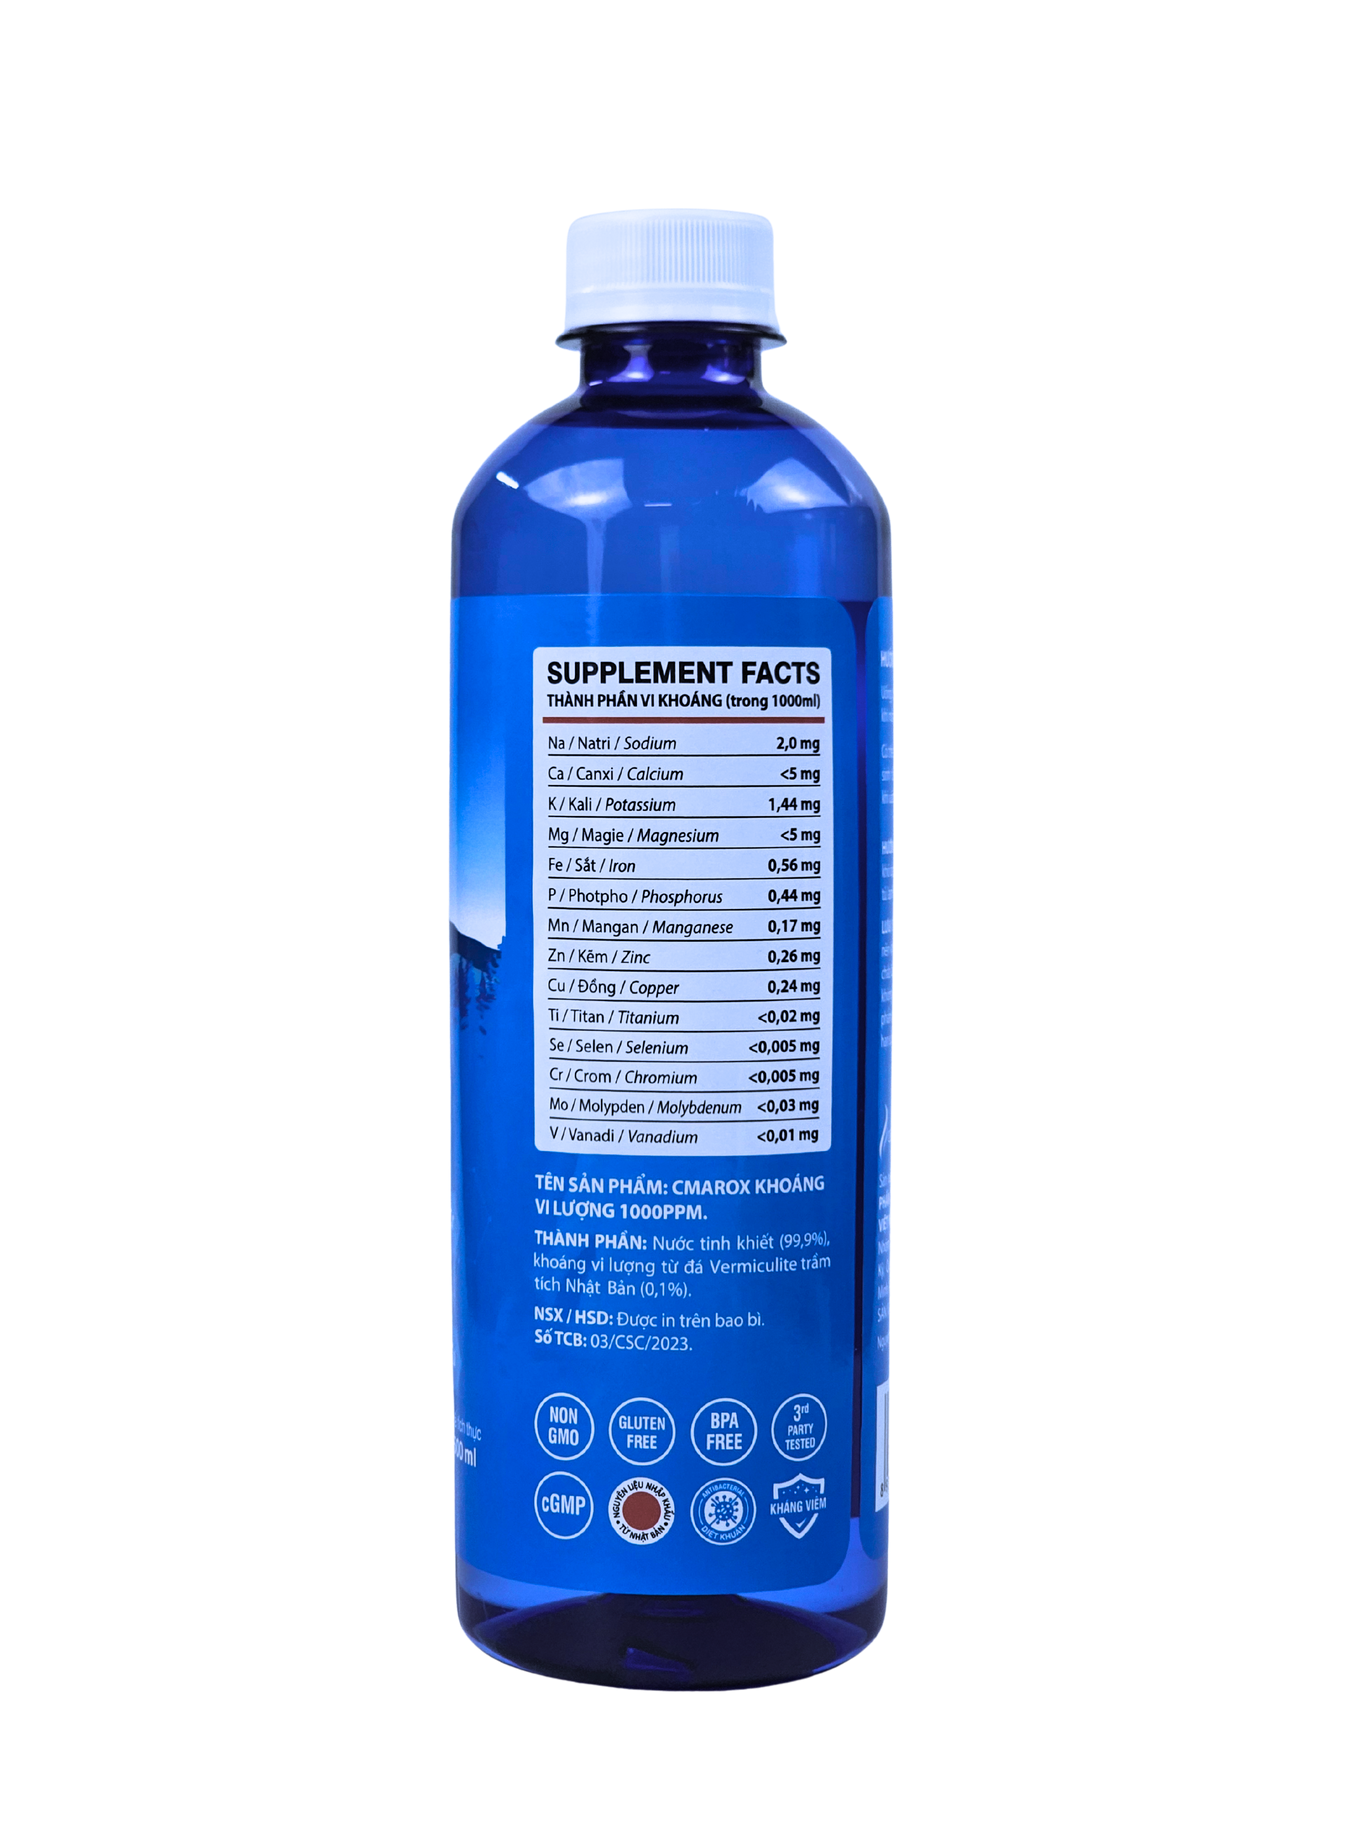 SUPPLEMENT FACTS
THÀNH PHẦN VI KHOÁNG (trong 1000ml)
Na / Natri / Sodium 2,0 mg
Ca / Canxi / Calcium <5 mg
K / Kali / Potassium 1,44 mg
Mg / Magie / Magnesium <5 mg
Fe / Sắt / Iron 0,56 mg
P / Photpho / Phosphorus 0,44 mg
Mn / Mangan / Manganese 0,17 mg
Zn / Kẽm / Zinc 0,26 mg
Cu / Đồng / Copper 0,24 mg
Ti / Titan / Titanium <0,02 mg
Se / Selen / Selenium <0,005 mg
Cr / Crom / Chromium <0,005 mg
Mo / Molypden / Molybdenum <0,03 mg
V / Vanadi / Vanadium <0,01 mg
TÊN SẢN PHẨM: CMAROX KHOÁNG
VI LƯỢNG 1000PPM.
THÀNH PHẦN: Nước tinh khiết (99,9%),
khoáng vi lượng từ đá Vermiculite trầm
tích Nhật Bản (0,1%).
NSX / HSD: Được in trên bao bì.
Số TCB: 03/CSC/2023.
thực
ml
NON
GMO
GLUTEN
FREE
BPA
FREE
3rd
PARTY
TESTED
cGMP
NGUYÊN LIỆU NHẬP KHẨU
TỪ NHẬT BẢN
ANTIBACTERIAL
DIỆT KHUẨN
KHÁNG VIÊM